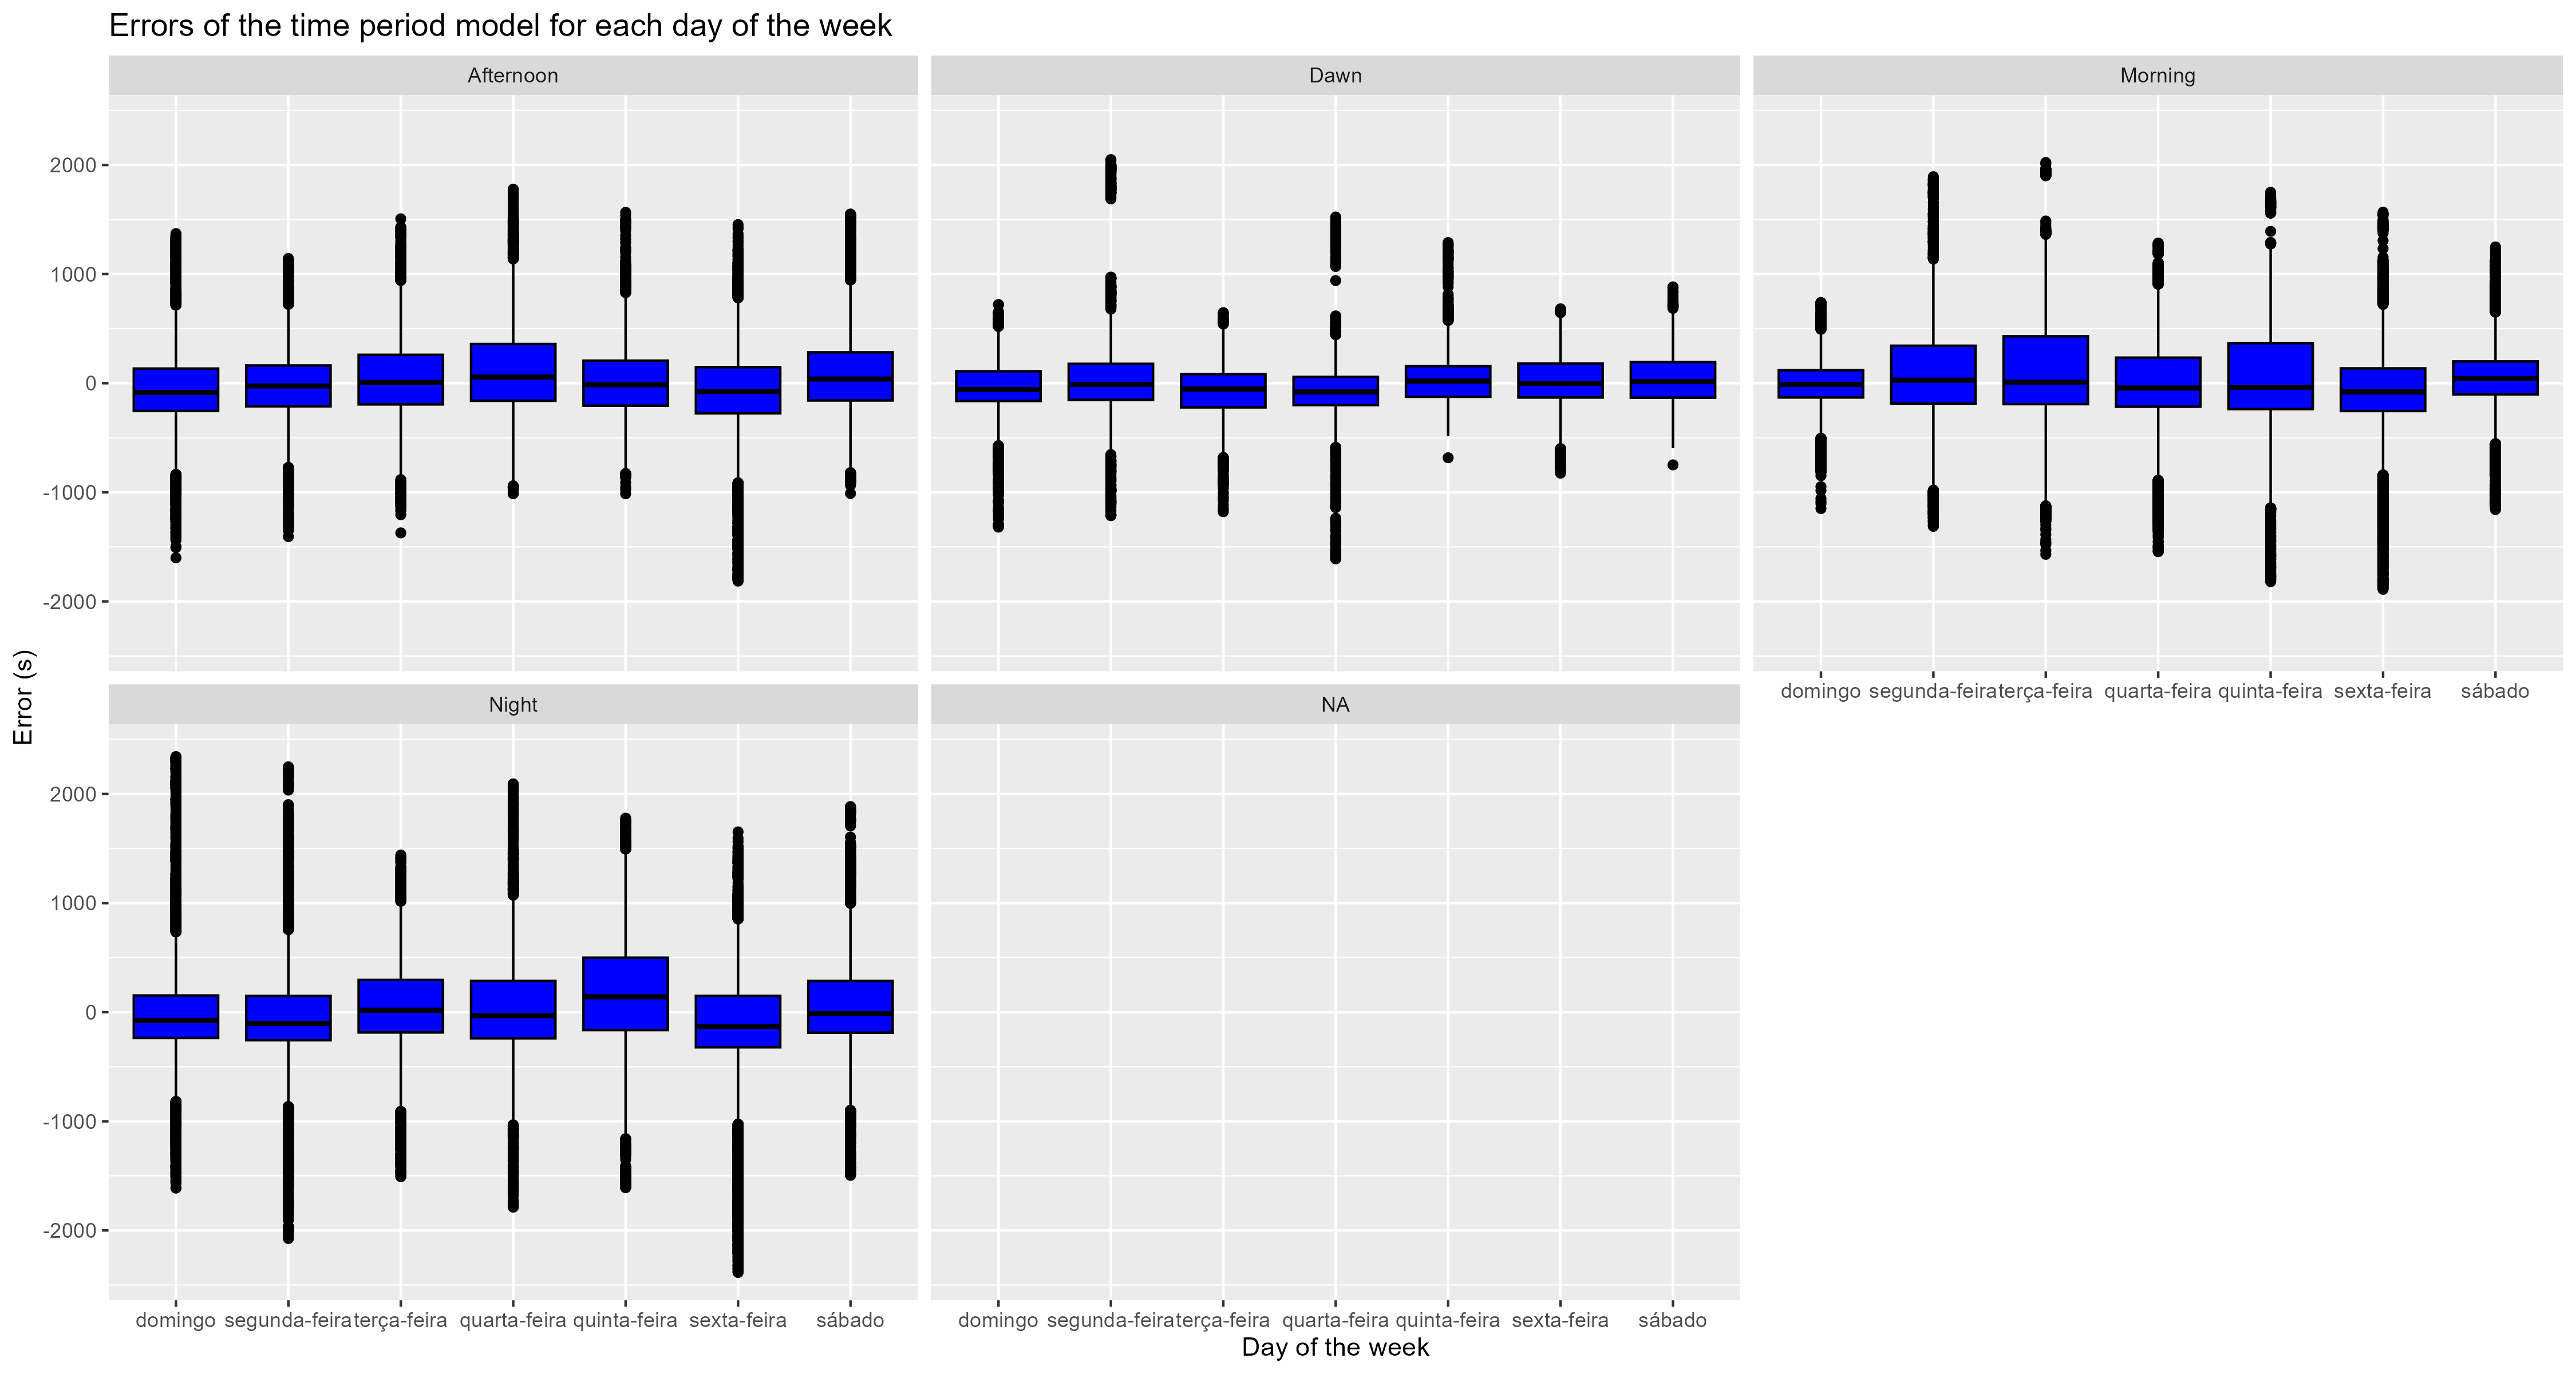 Errors of the time period model for each day of the week
Afternoon
Dawn
Morning
2000
1000
0
-1000
-2000
domingo segunda-feira terça-feira quarta-feira quinta-feira sexta-feira sábado
Error (s)
Night
NA
2000
1000
0
-1000
-2000
domingo segunda-feira terça-feira quarta-feira quinta-feira sexta-feira sábado
domingo segunda-feira terça-feira quarta-feira quinta-feira sexta-feira sábado
Day of the week